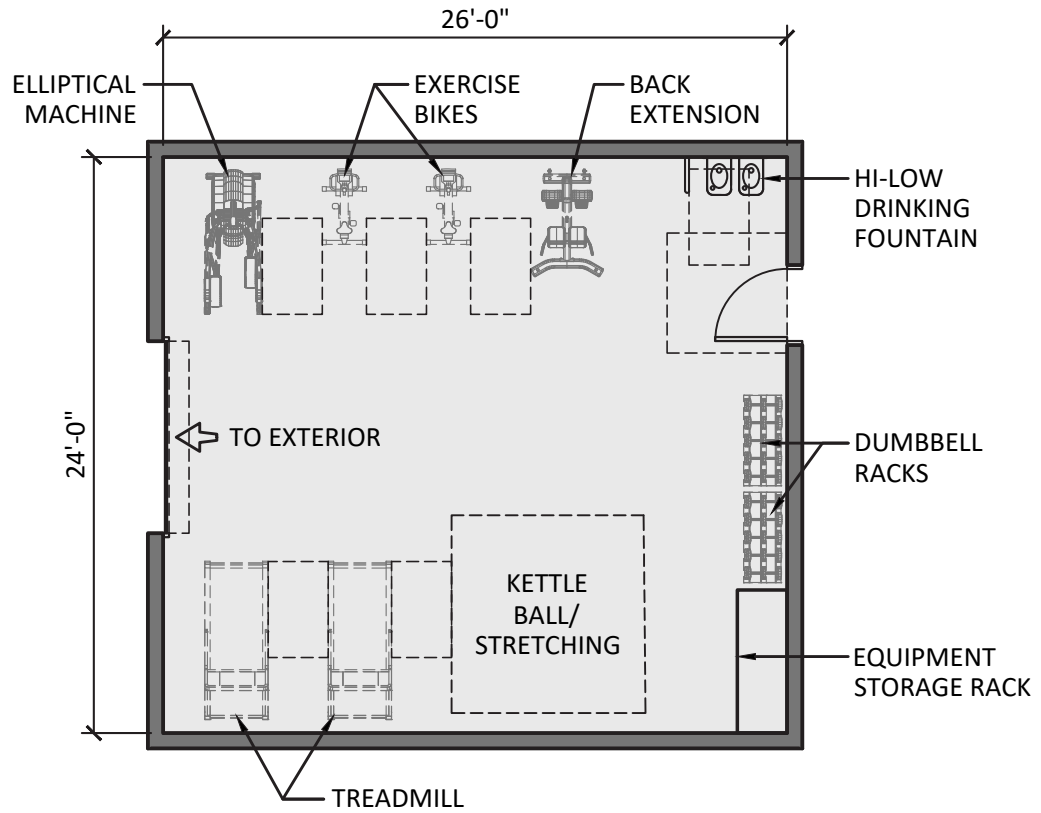 26'-0"
ELLIPTICAL
MACHINE
EXERCISE
BIKES
BACK
EXTENSION
HI-LOW
DRINKING
FOUNTAIN
24'-0"
TO EXTERIOR
DUMBBELL
RACKS
KETTLE
BALL/
STRETCHING
EQUIPMENT
STORAGE RACK
TREADMILL